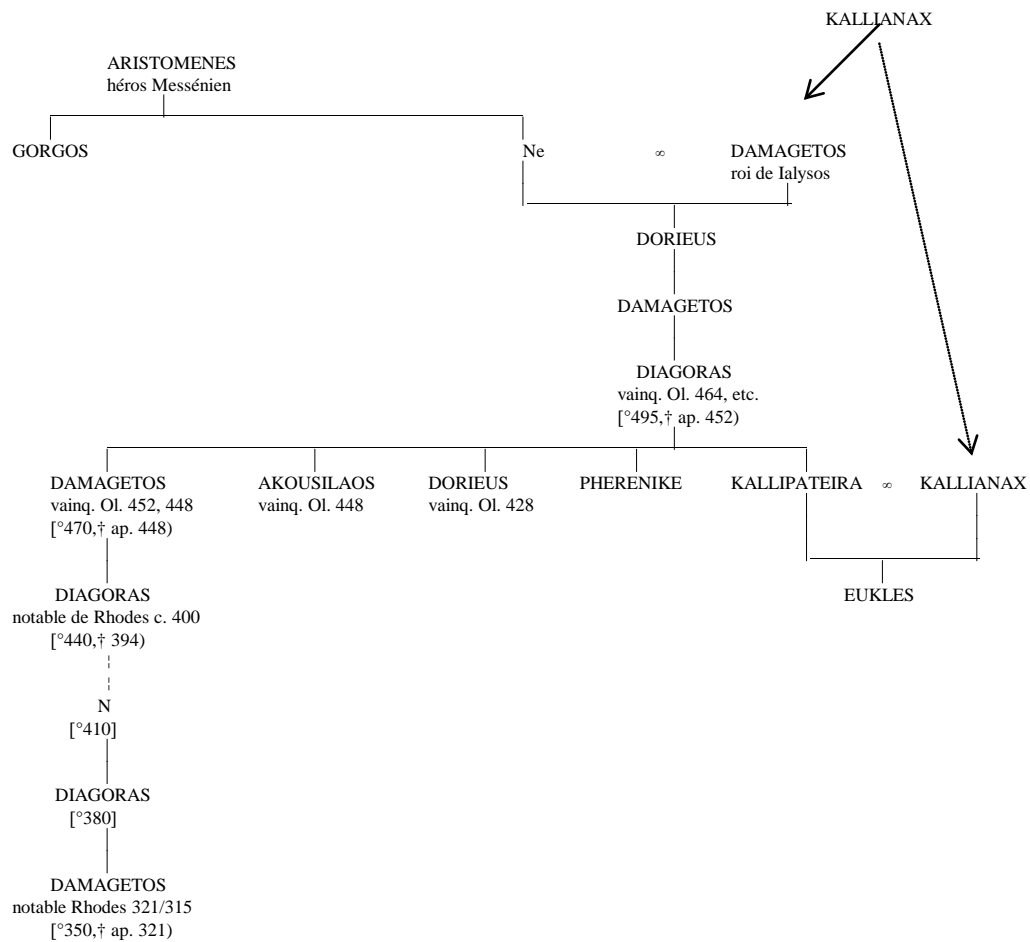 KALLIANAX
ARISTOMENES
héros Messénien
GORGOS
Ne ∞ DAMAGETOS
roi de Ialysos
DORIEUS
DAMAGETOS
DIAGORAS
vainq. Ol. 464, etc.
[°495,† ap. 452)
DAMAGETOS
vainq. Ol. 452, 448
[°470,† ap. 448)
AKOUSILAOS
vainq. Ol. 448
DORIEUS
vainq. Ol. 428
PHERENIKE
KALLIPATEIRA ∞ KALLIANAX
DIAGORAS
notable de Rhodes c. 400
[°440,† 394)
EUKLES
N
[°410]
DIAGORAS
[°380]
DAMAGETOS
notable Rhodes 321/315
[°350,† ap. 321)